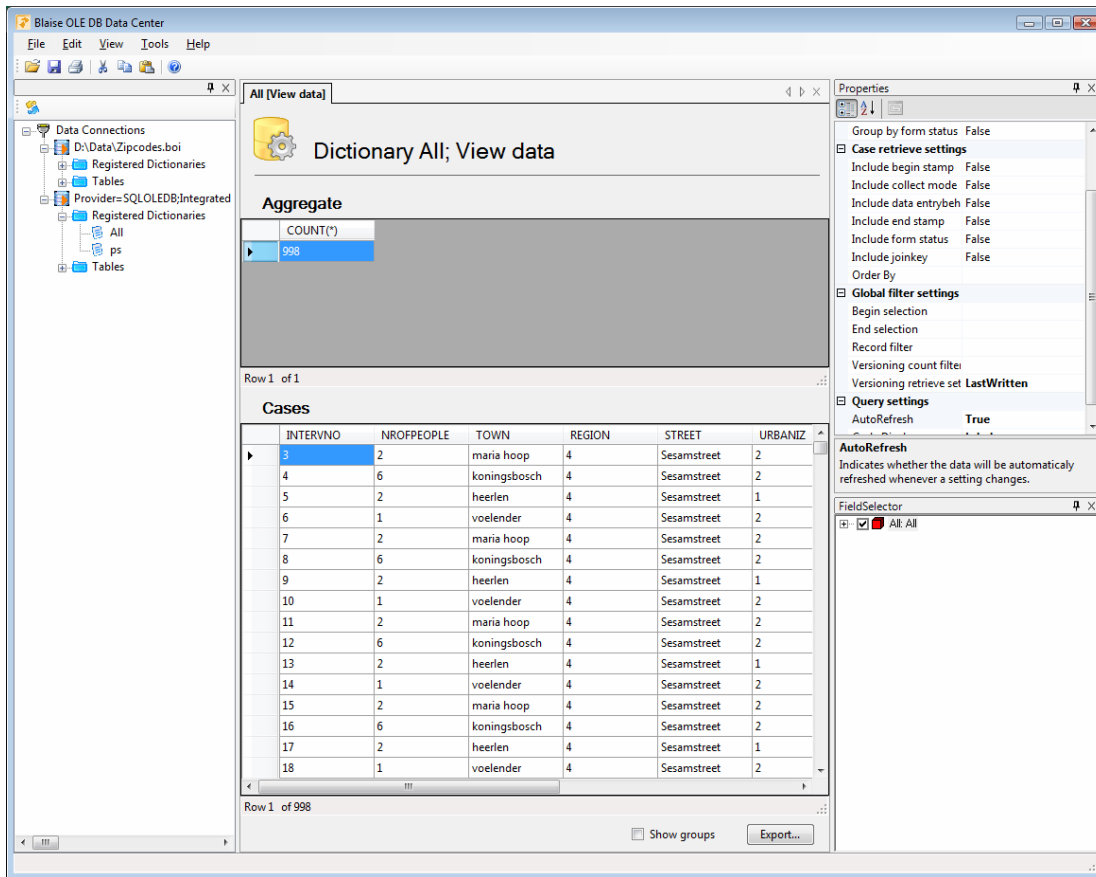 Blaise OLE DB Data Center
File Edit View Tools Help
Data Connections
D:\Data\Zipcodes.boi
Registered Dictionaries
Tables
Provider=SQLOLEDB;Integrated
Registered Dictionaries
All
ps
Tables
All [View data]
Dictionary All; View data
Aggregate
COUNT(*)
998
Row 1 of 1
Cases
INTERVNO NROFPEOPLE TOWN REGION STREET URBANIZ
3 2 maria hoop 4 Sesamstreet 2
4 6 koningsbosch 4 Sesamstreet 2
5 2 heerlen 4 Sesamstreet 1
6 1 voelender 4 Sesamstreet 2
7 2 maria hoop 4 Sesamstreet 2
8 6 koningsbosch 4 Sesamstreet 2
9 2 heerlen 4 Sesamstreet 1
10 1 voelender 4 Sesamstreet 2
11 2 maria hoop 4 Sesamstreet 2
12 6 koningsbosch 4 Sesamstreet 2
13 2 heerlen 4 Sesamstreet 1
14 1 voelender 4 Sesamstreet 2
15 2 maria hoop 4 Sesamstreet 2
16 6 koningsbosch 4 Sesamstreet 2
17 2 heerlen 4 Sesamstreet 1
18 1 voelender 4 Sesamstreet 2
Row 1 of 998
Show groups Export...
Properties
Group by form status False
Case retrieve settings
Include begin stamp False
Include collect mode False
Include data entrybeh False
Include end stamp False
Include form status False
Include joinkey False
Order By
Global filter settings
Begin selection
End selection
Record filter
Versioning count filte
Versioning retrieve set LastWritten
Query settings
AutoRefresh True
AutoRefresh
Indicates whether the data will be automaticaly
refreshed whenever a setting changes.
FieldSelector
All: All